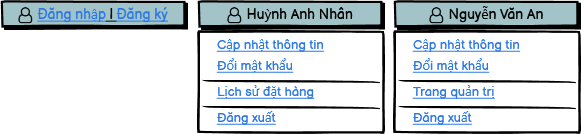 Đăng nhập | Đăng ký
Huỳnh Anh Nhân
Cập nhật thông tin
Đổi mật khẩu
Lịch sử đặt hàng
Đăng xuất
Nguyễn Văn An
Cập nhật thông tin
Đổi mật khẩu
Trang quản trị
Đăng xuất